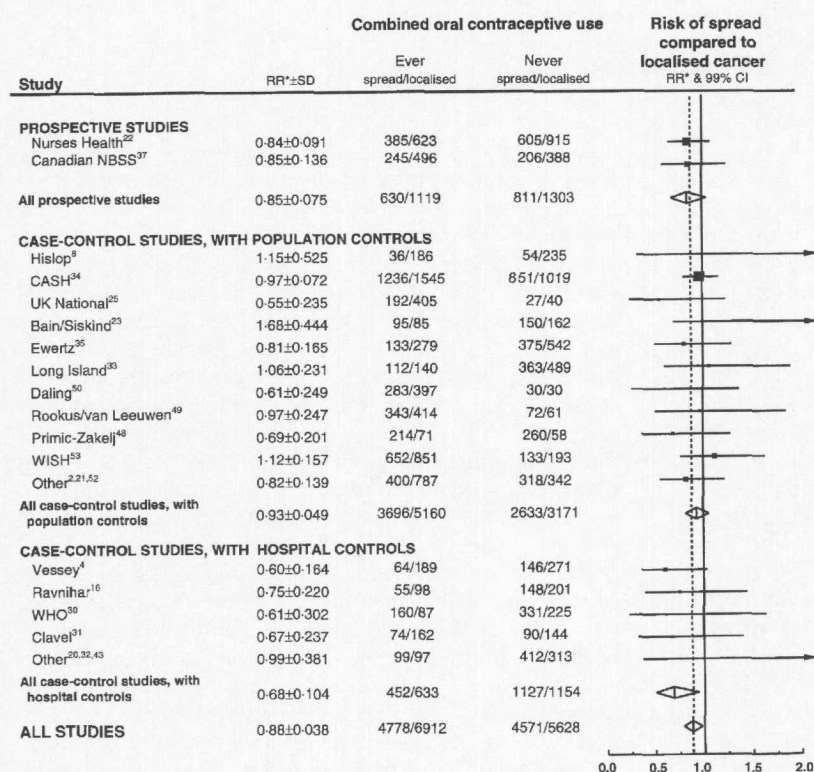 Combined oral contraceptive use Risk of spread
compared to
localised cancer
Study RR*±SD Ever Never RR* & 99% CI
spread/localised spread/localised
PROSPECTIVE STUDIES
Nurses Health22 0·84±0·091 385/623 605/915
Canadian NBSS37 0·85±0·136 245/496 206/388
All prospective studies 0·85±0·075 630/1119 811/1303
CASE-CONTROL STUDIES, WITH POPULATION CONTROLS
Hislop8 1·15±0·525 36/186 54/235
CASH34 0·97±0·072 1236/1545 851/1019
UK National25 0·55±0·235 192/405 27/40
Bain/Siskind23 1·68±0·444 95/85 150/162
Ewertz35 0·81±0·165 133/279 375/542
Long Island33 1·06±0·231 112/140 363/489
Daling50 0·61±0·249 283/397 30/30
Rookus/van Leeuwen49 0·97±0·247 343/414 72/61
Primic-Zakelj48 0·69±0·201 214/71 260/58
WISH53 1·12±0·157 652/851 133/193
Other2,21,52 0·82±0·139 400/787 318/342
All case-control studies, with
population controls 0·93±0·049 3696/5160 2633/3171
CASE-CONTROL STUDIES, WITH HOSPITAL CONTROLS
Vessey4 0·60±0·164 64/189 146/271
Ravnihar16 0·75±0·220 55/98 148/201
WHO30 0·61±0·302 160/87 331/225
Clavel31 0·67±0·237 74/162 90/144
Other20,32,43 0·99±0·381 99/97 412/313
All case-control studies, with
hospital controls 0·68±0·104 452/633 1127/1154
ALL STUDIES 0·88±0·038 4778/6912 4571/5628
0.0 0.5 1.0 1.5 2.0